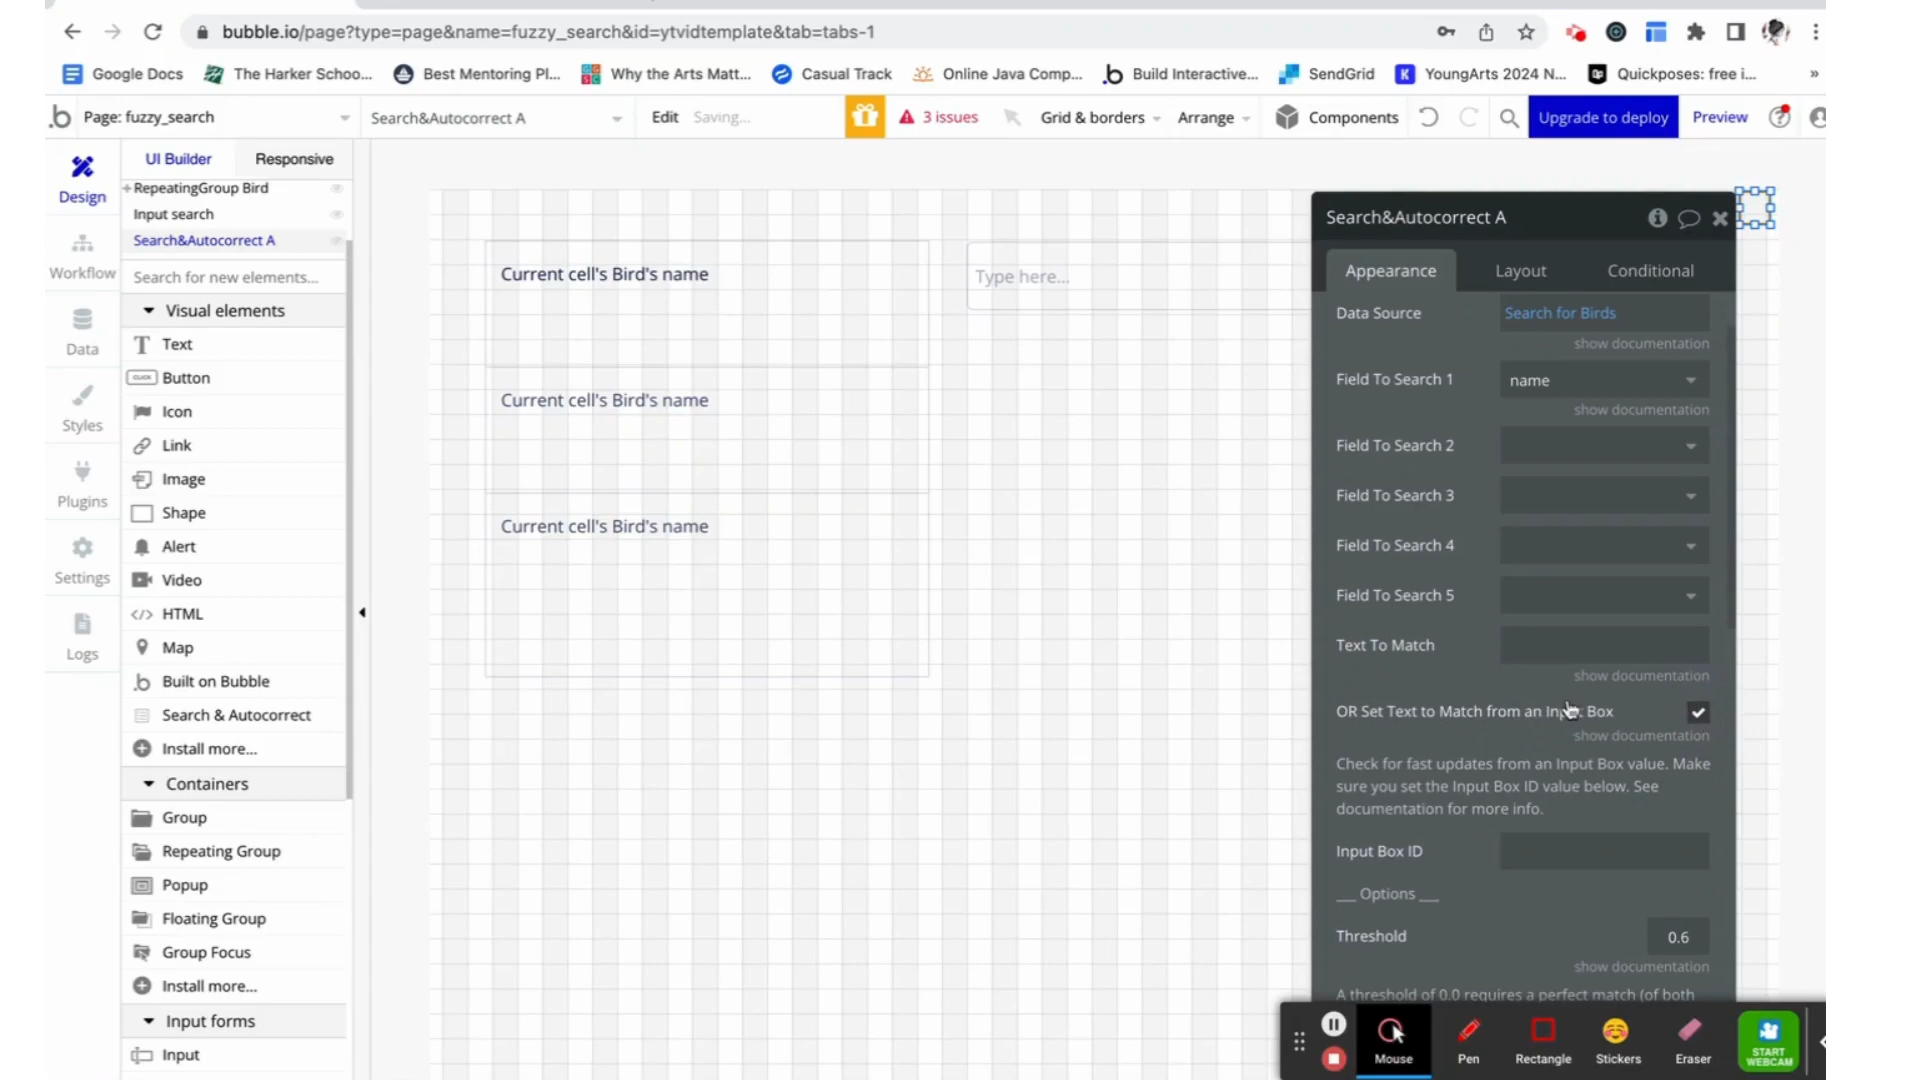 bubble.io/page?type=page&name=fuzzy_search&id=ytvidtemplate&tab=tabs-1
Google Docs
The Harker Schoo...
Best Mentoring Pl...
Why the Arts Matt...
Casual Track
Online Java Comp...
Build Interactive...
SendGrid
YoungArts 2024 N...
Quickposes: free i...
»
Page: fuzzy_search
Search&Autocorrect A
Edit
Saving...
3 issues
Grid & borders
Arrange
Components
Upgrade to deploy
Preview
Design
Workflow
Data
Styles
Plugins
Settings
Logs
UI Builder
Responsive
RepeatingGroup Bird
Input search
Search&Autocorrect A
Search for new elements...
Visual elements
Text
CLICK
Button
Icon
Link
Image
Shape
Alert
Video
HTML
Map
Built on Bubble
Search & Autocorrect
Install more...
Containers
Group
Repeating Group
Popup
Floating Group
Group Focus
Install more...
Input forms
Input
Current cell's Bird's name
Current cell's Bird's name
Current cell's Bird's name
Type here...
Search&Autocorrect A
Appearance
Layout
Conditional
Data Source
Search for Birds
show documentation
Field To Search 1
name
show documentation
Field To Search 2
Field To Search 3
Field To Search 4
Field To Search 5
Text To Match
show documentation
OR Set Text to Match from an Input Box
show documentation
Check for fast updates from an Input Box value. Make
sure you set the Input Box ID value below. See
documentation for more info.
Input Box ID
___ Options ___
Threshold
0.6
show documentation
A threshold of 0.0 requires a perfect match (of both
Mouse
Pen
Rectangle
Stickers
Eraser
START
WEBCAM